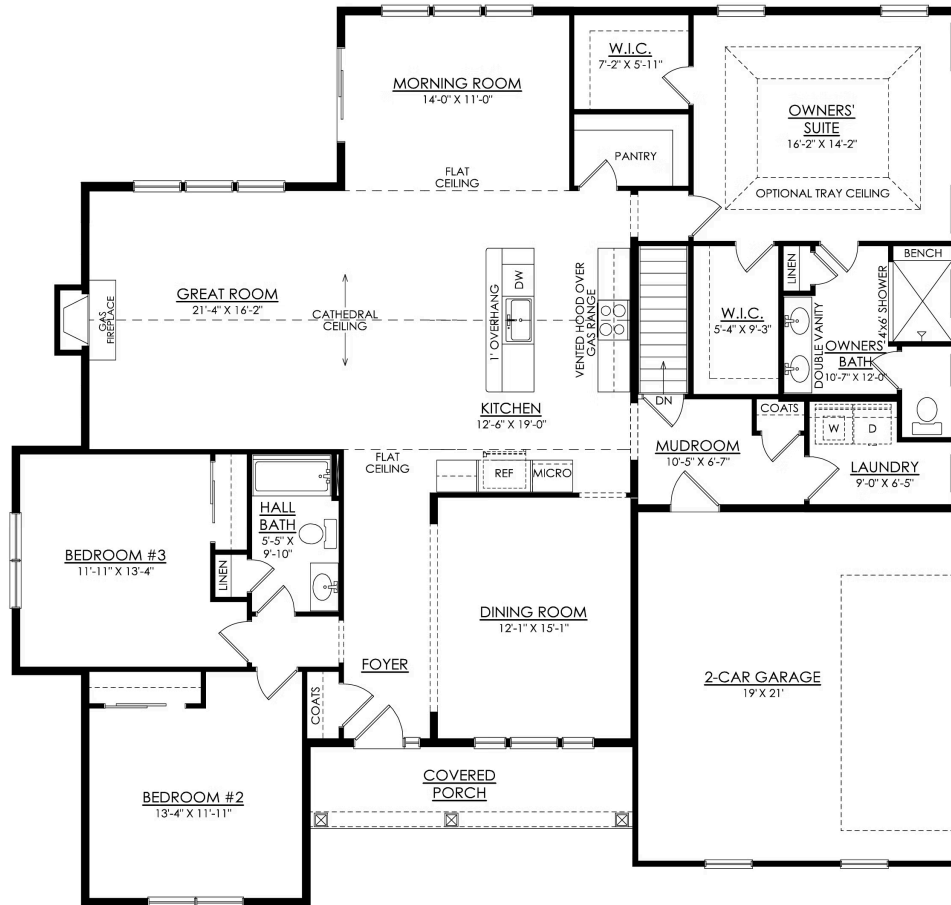 W.I.C.
7'-2" X 5'-11"
MORNING ROOM
14'-0" X 11'-0"
OWNERS'
SUITE
16'-2" X 14'-2"
PANTRY
FLAT
CEILING
OPTIONAL TRAY CEILING
BENCH
LINEN
4'x6' SHOWER
DW
1' OVERHANG
VENTED HOOD OVER
GAS RANGE
GREAT ROOM
21'-4" X 16'-2"
GAS
FIREPLACE
CATHEDRAL
CEILING
W.I.C.
5'-4" X 9'-3"
DOUBLE VANITY
OWNERS'
BATH
10'-7" X 12'-0"
KITCHEN
12'-6" X 19'-0"
DN
COATS
W
D
MUDROOM
10'-5" X 6'-7"
LAUNDRY
9'-0" X 6'-5"
FLAT
CEILING
REF
MICRO
HALL
BATH
5'-5" X
9'-10"
BEDROOM #3
11'-11" X 13'-4"
LINEN
DINING ROOM
12'-1" X 15'-1"
FOYER
COATS
2-CAR GARAGE
19' X 21'
COVERED
PORCH
BEDROOM #2
13'-4" X 11'-11"